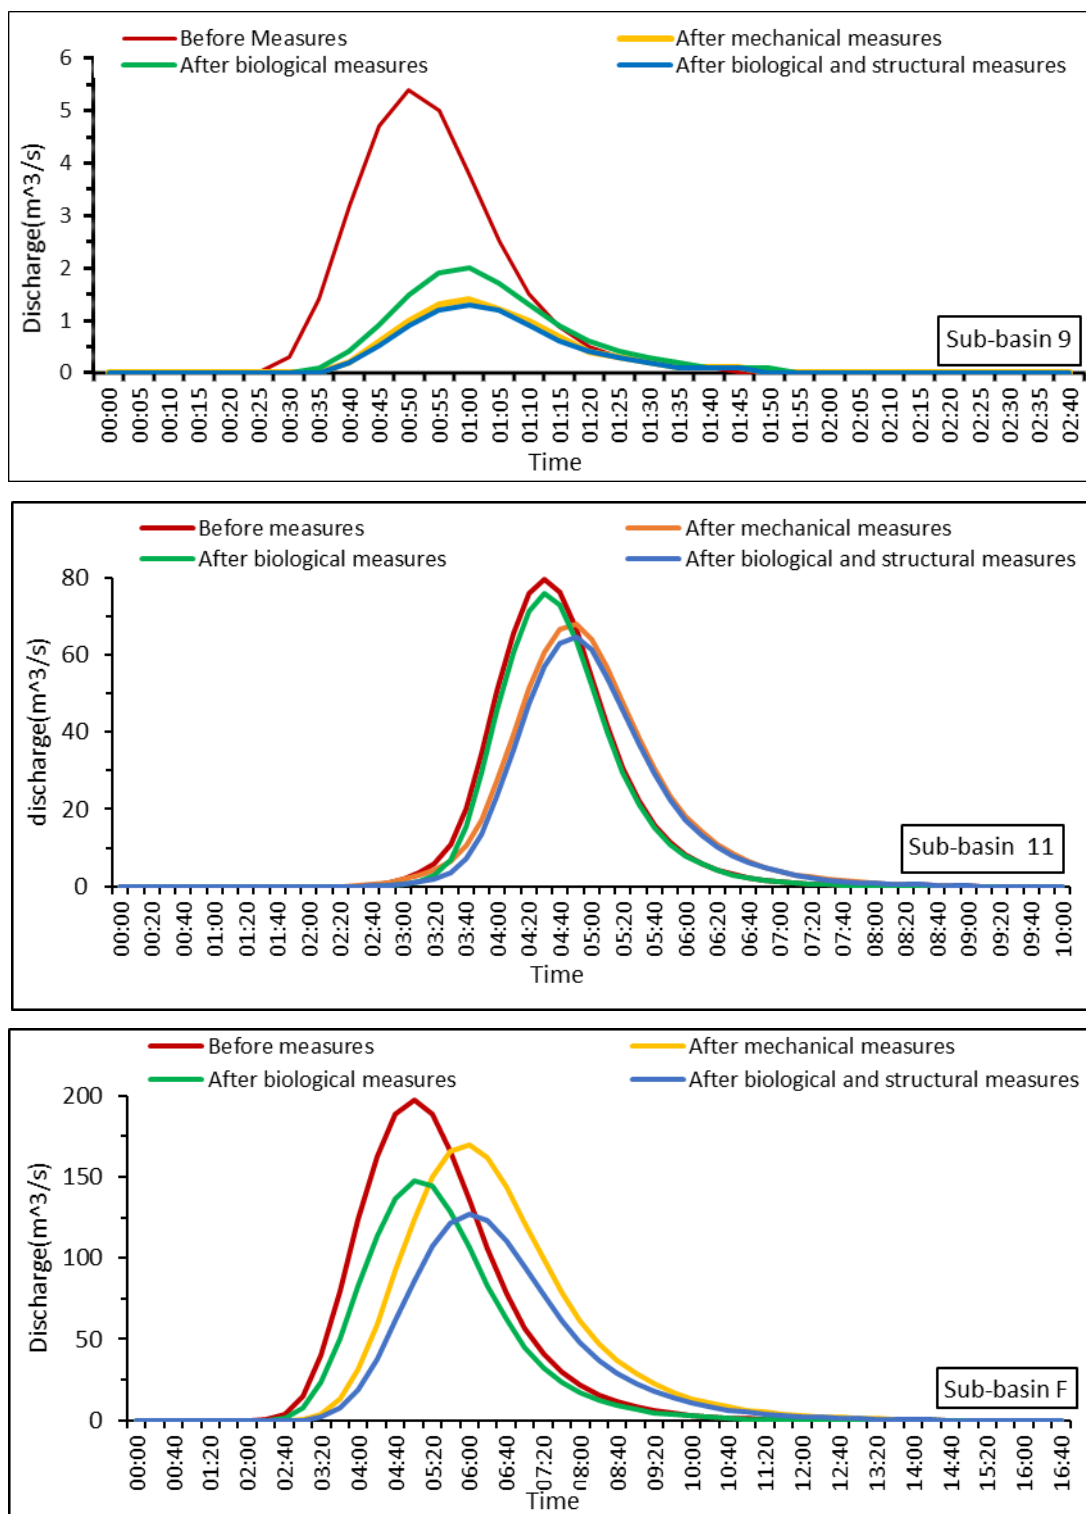 Before Measures
After mechanical measures
After biological measures
After biological and structural measures
6
5
4
3
2
1
0
Discharge(m^3/s)
Sub-basin 9
00:00 00:05 00:10 00:15 00:20 00:25 00:30 00:35 00:40 00:45 00:50 00:55 01:00 01:05 01:10 01:15 01:20 01:25 01:30 01:35 01:40 01:45 01:50 01:55 02:00 02:05 02:10 02:15 02:20 02:25 02:30 02:35 02:40
Time
Before measures
After mechanical measures
After biological measures
After biological and structural measures
80
60
40
20
0
discharge(m^3/s)
Sub-basin 11
00:00 00:20 00:40 01:00 01:20 01:40 02:00 02:20 02:40 03:00 03:20 03:40 04:00 04:20 04:40 05:00 05:20 05:40 06:00 06:20 06:40 07:00 07:20 07:40 08:00 08:20 08:40 09:00 09:20 09:40 10:00
Time
Before measures
After mechanical measures
After biological measures
After biological and structural measures
200
150
100
50
0
Discharge(m^3/s)
Sub-basin F
00:00 00:40 01:20 02:00 02:40 03:20 04:00 04:40 05:20 06:00 06:40 07:20 08:00 08:40 09:20 10:00 10:40 11:20 12:00 12:40 13:20 14:00 14:40 15:20 16:00 16:40
Time